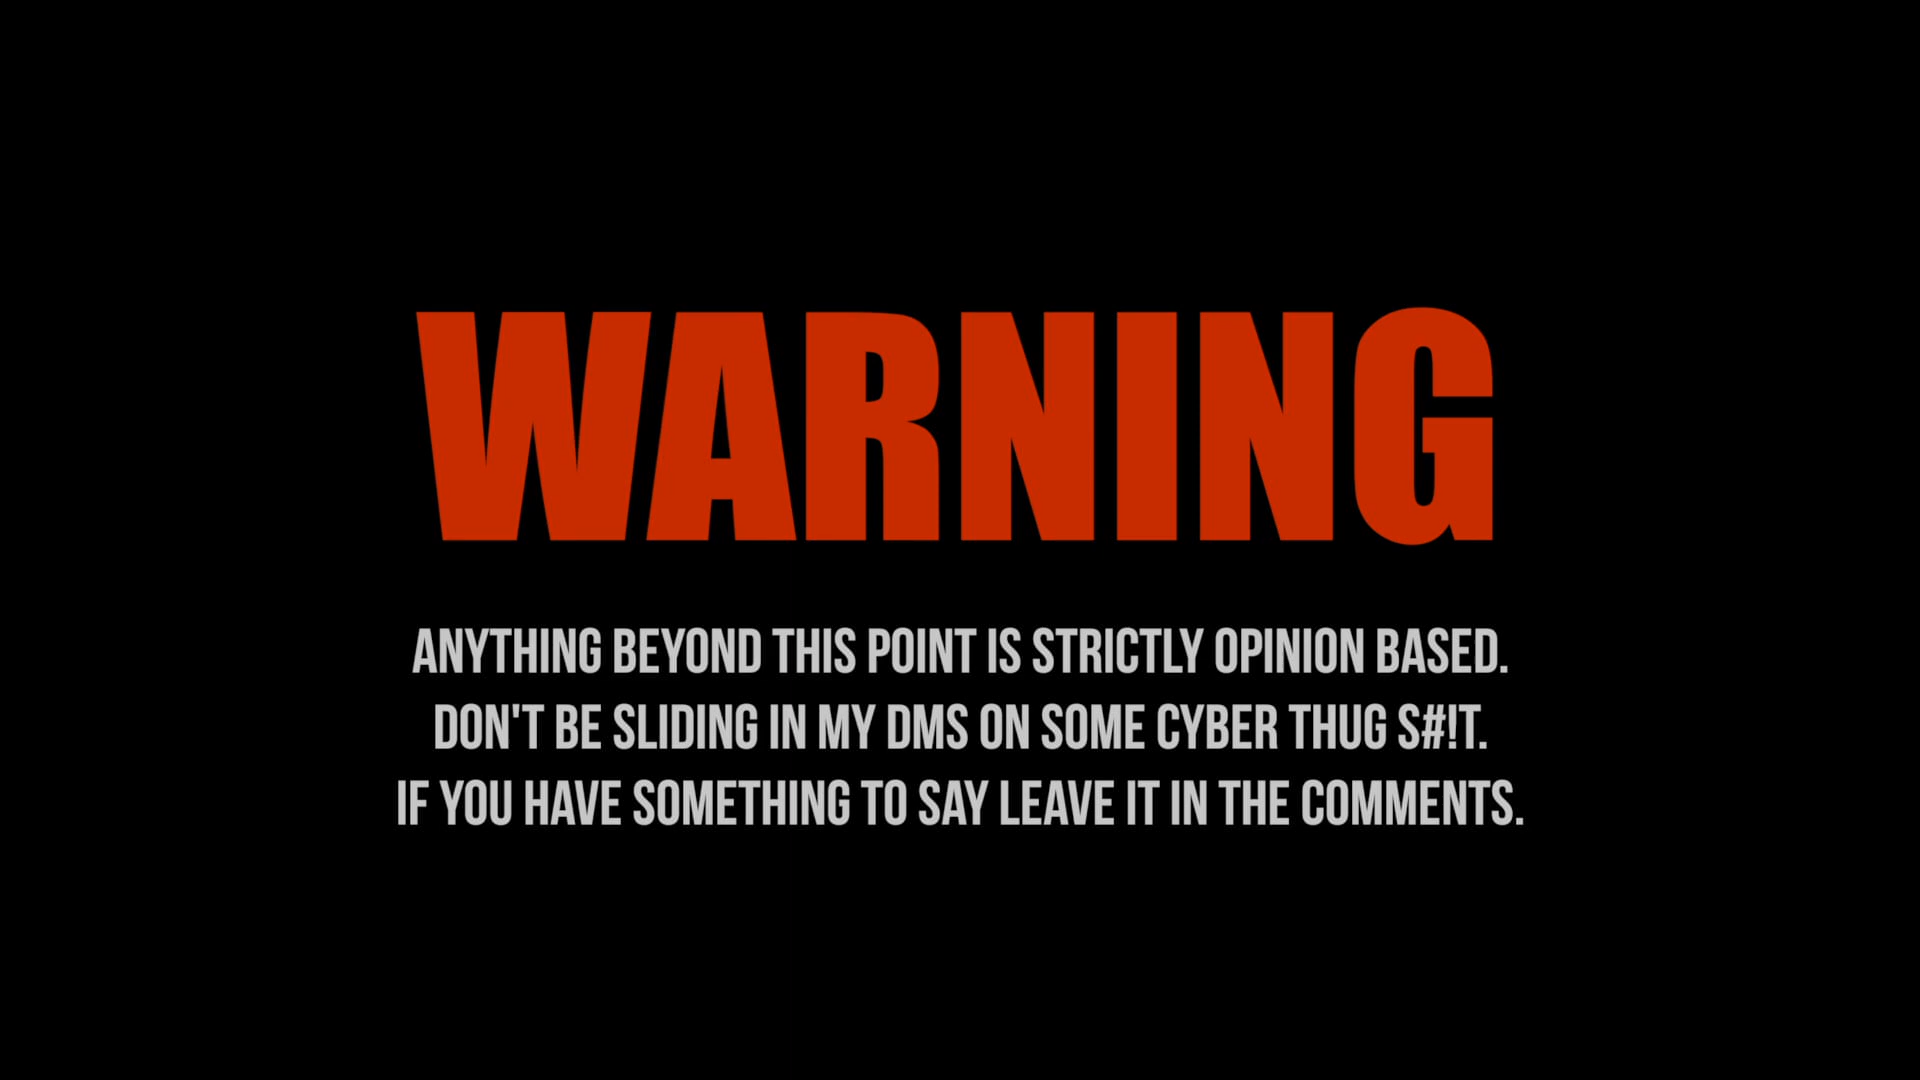 WARNING
ANYTHING BEYOND THIS POINT IS STRICTLY OPINION BASED.
DON'T BE SLIDING IN MY DMS ON SOME CYBER THUG S#!T.
IF YOU HAVE SOMETHING TO SAY LEAVE IT IN THE COMMENTS.